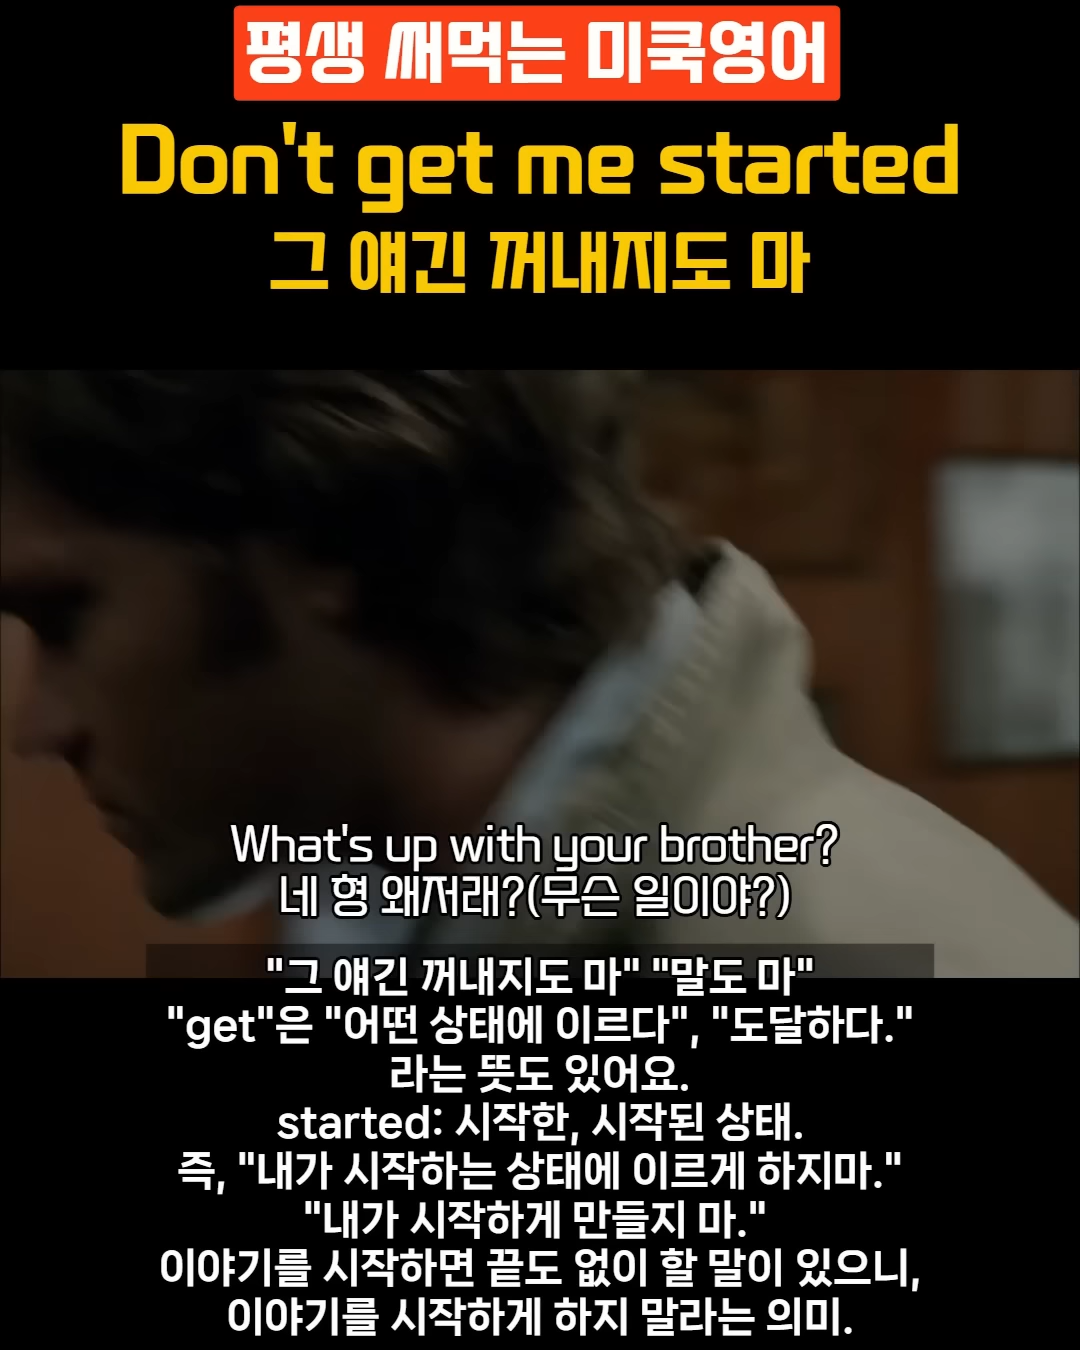 평생 써먹는 미쿡영어
Don't get me started
그 얘긴 꺼내지도 마
What's up with your brother?
네 형 왜저래?(무슨 일이야?)
"그 얘긴 꺼내지도 마" "말도 마"
"get"은 "어떤 상태에 이르다", "도달하다."
라는 뜻도 있어요.
started: 시작한, 시작된 상태.
즉, "내가 시작하는 상태에 이르게 하지마."
"내가 시작하게 만들지 마."
이야기를 시작하면 끝도 없이 할 말이 있으니,
이야기를 시작하게 하지 말라는 의미.